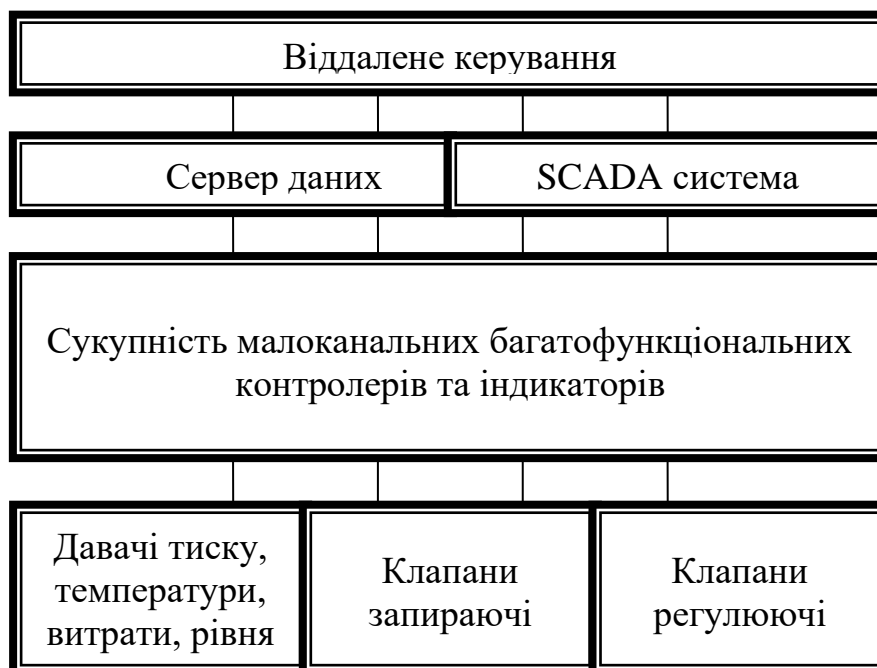 Віддалене керування
Сервер даних
SCADA система
Сукупність малоканальних багатофункціональних
контролерів та індикаторів
Давачі тиску,
температури,
витрати, рівня
Клапани
запираючі
Клапани
регулюючі